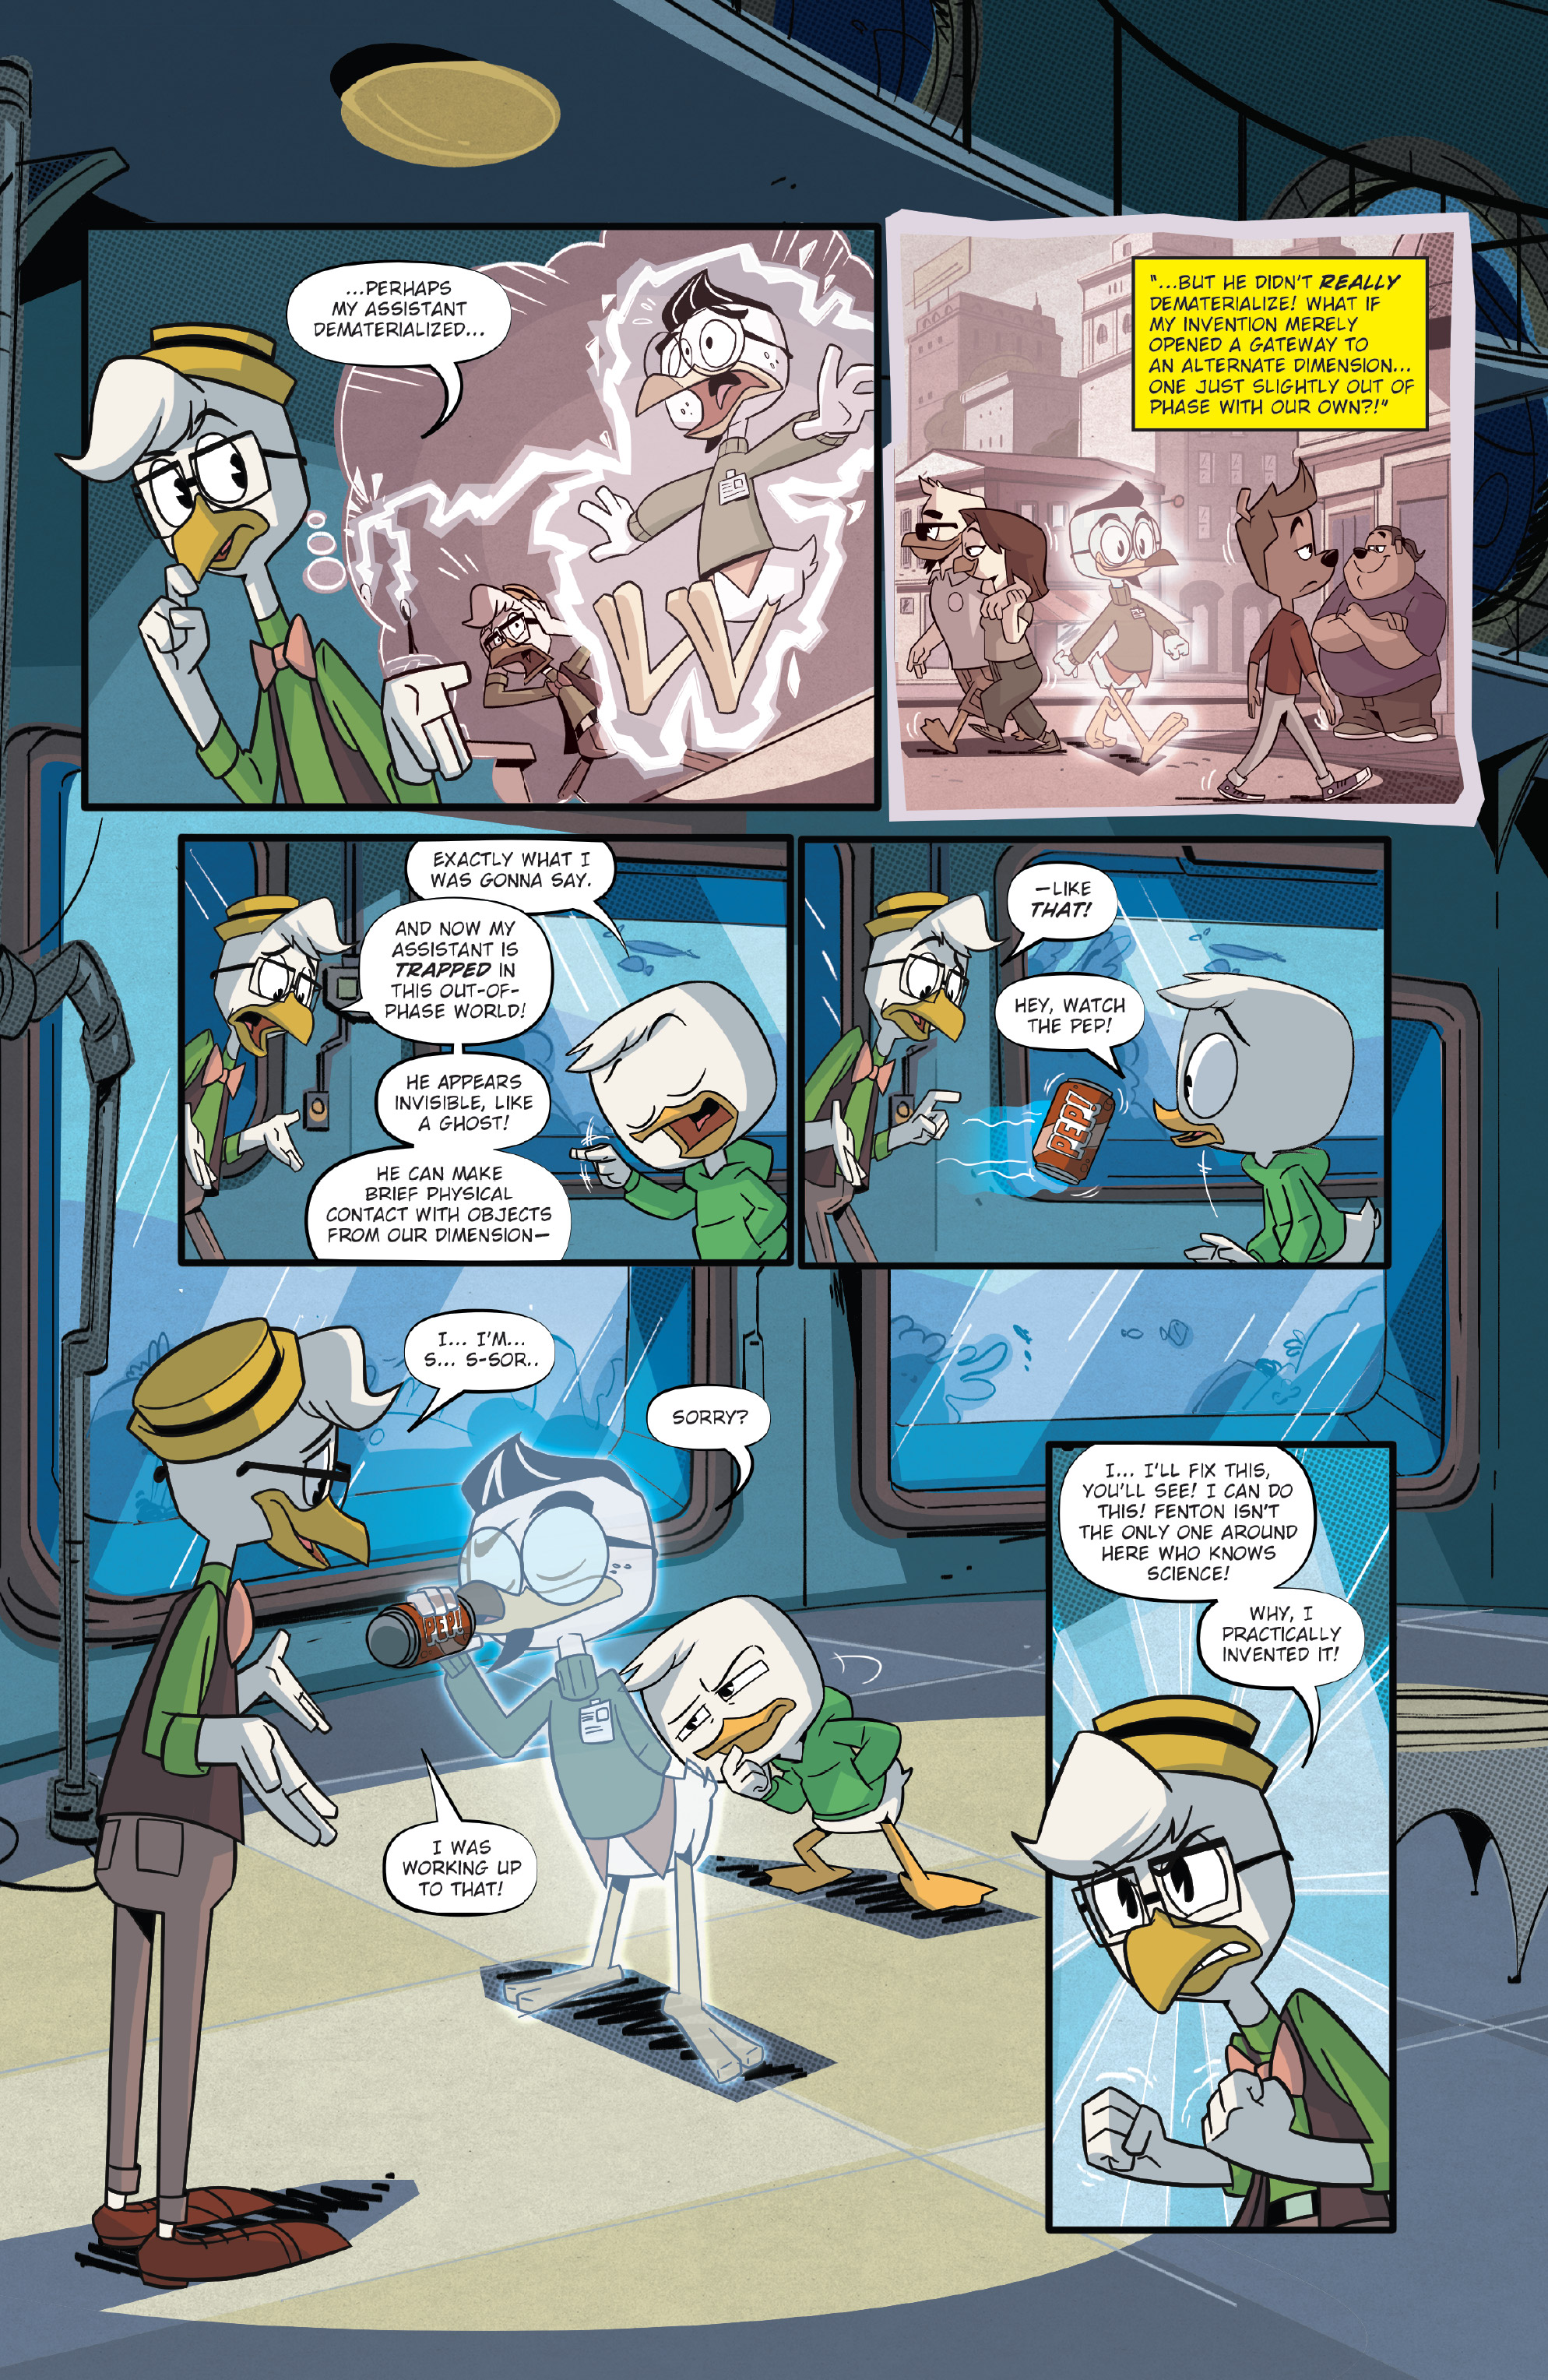 ...PERHAPS
MY ASSISTANT
DEMATERIALIZED...
"...BUT HE DIDN'T REALLY
DEMATERIALIZE! WHAT IF
MY INVENTION MERELY
OPENED A GATEWAY TO
AN ALTERNATE DIMENSION...
ONE JUST SLIGHTLY OUT OF
PHASE WITH OUR OWN?!"
EXACTLY WHAT I
WAS GONNA SAY.
AND NOW MY
ASSISTANT IS
TRAPPED IN
THIS OUT-OF-
PHASE WORLD!
HE APPEARS
INVISIBLE, LIKE
A GHOST!
HE CAN MAKE
BRIEF PHYSICAL
CONTACT WITH OBJECTS
FROM OUR DIMENSION—
—LIKE
THAT!
HEY, WATCH
THE PEP!
PEP!
I... I'M...
S... S-SOR..
SORRY?
PEP!
I WAS
WORKING UP
TO THAT!
I... I'LL FIX THIS,
YOU'LL SEE! I CAN DO
THIS! FENTON ISN'T
THE ONLY ONE AROUND
HERE WHO KNOWS
SCIENCE!
WHY, I
PRACTICALLY
INVENTED IT!